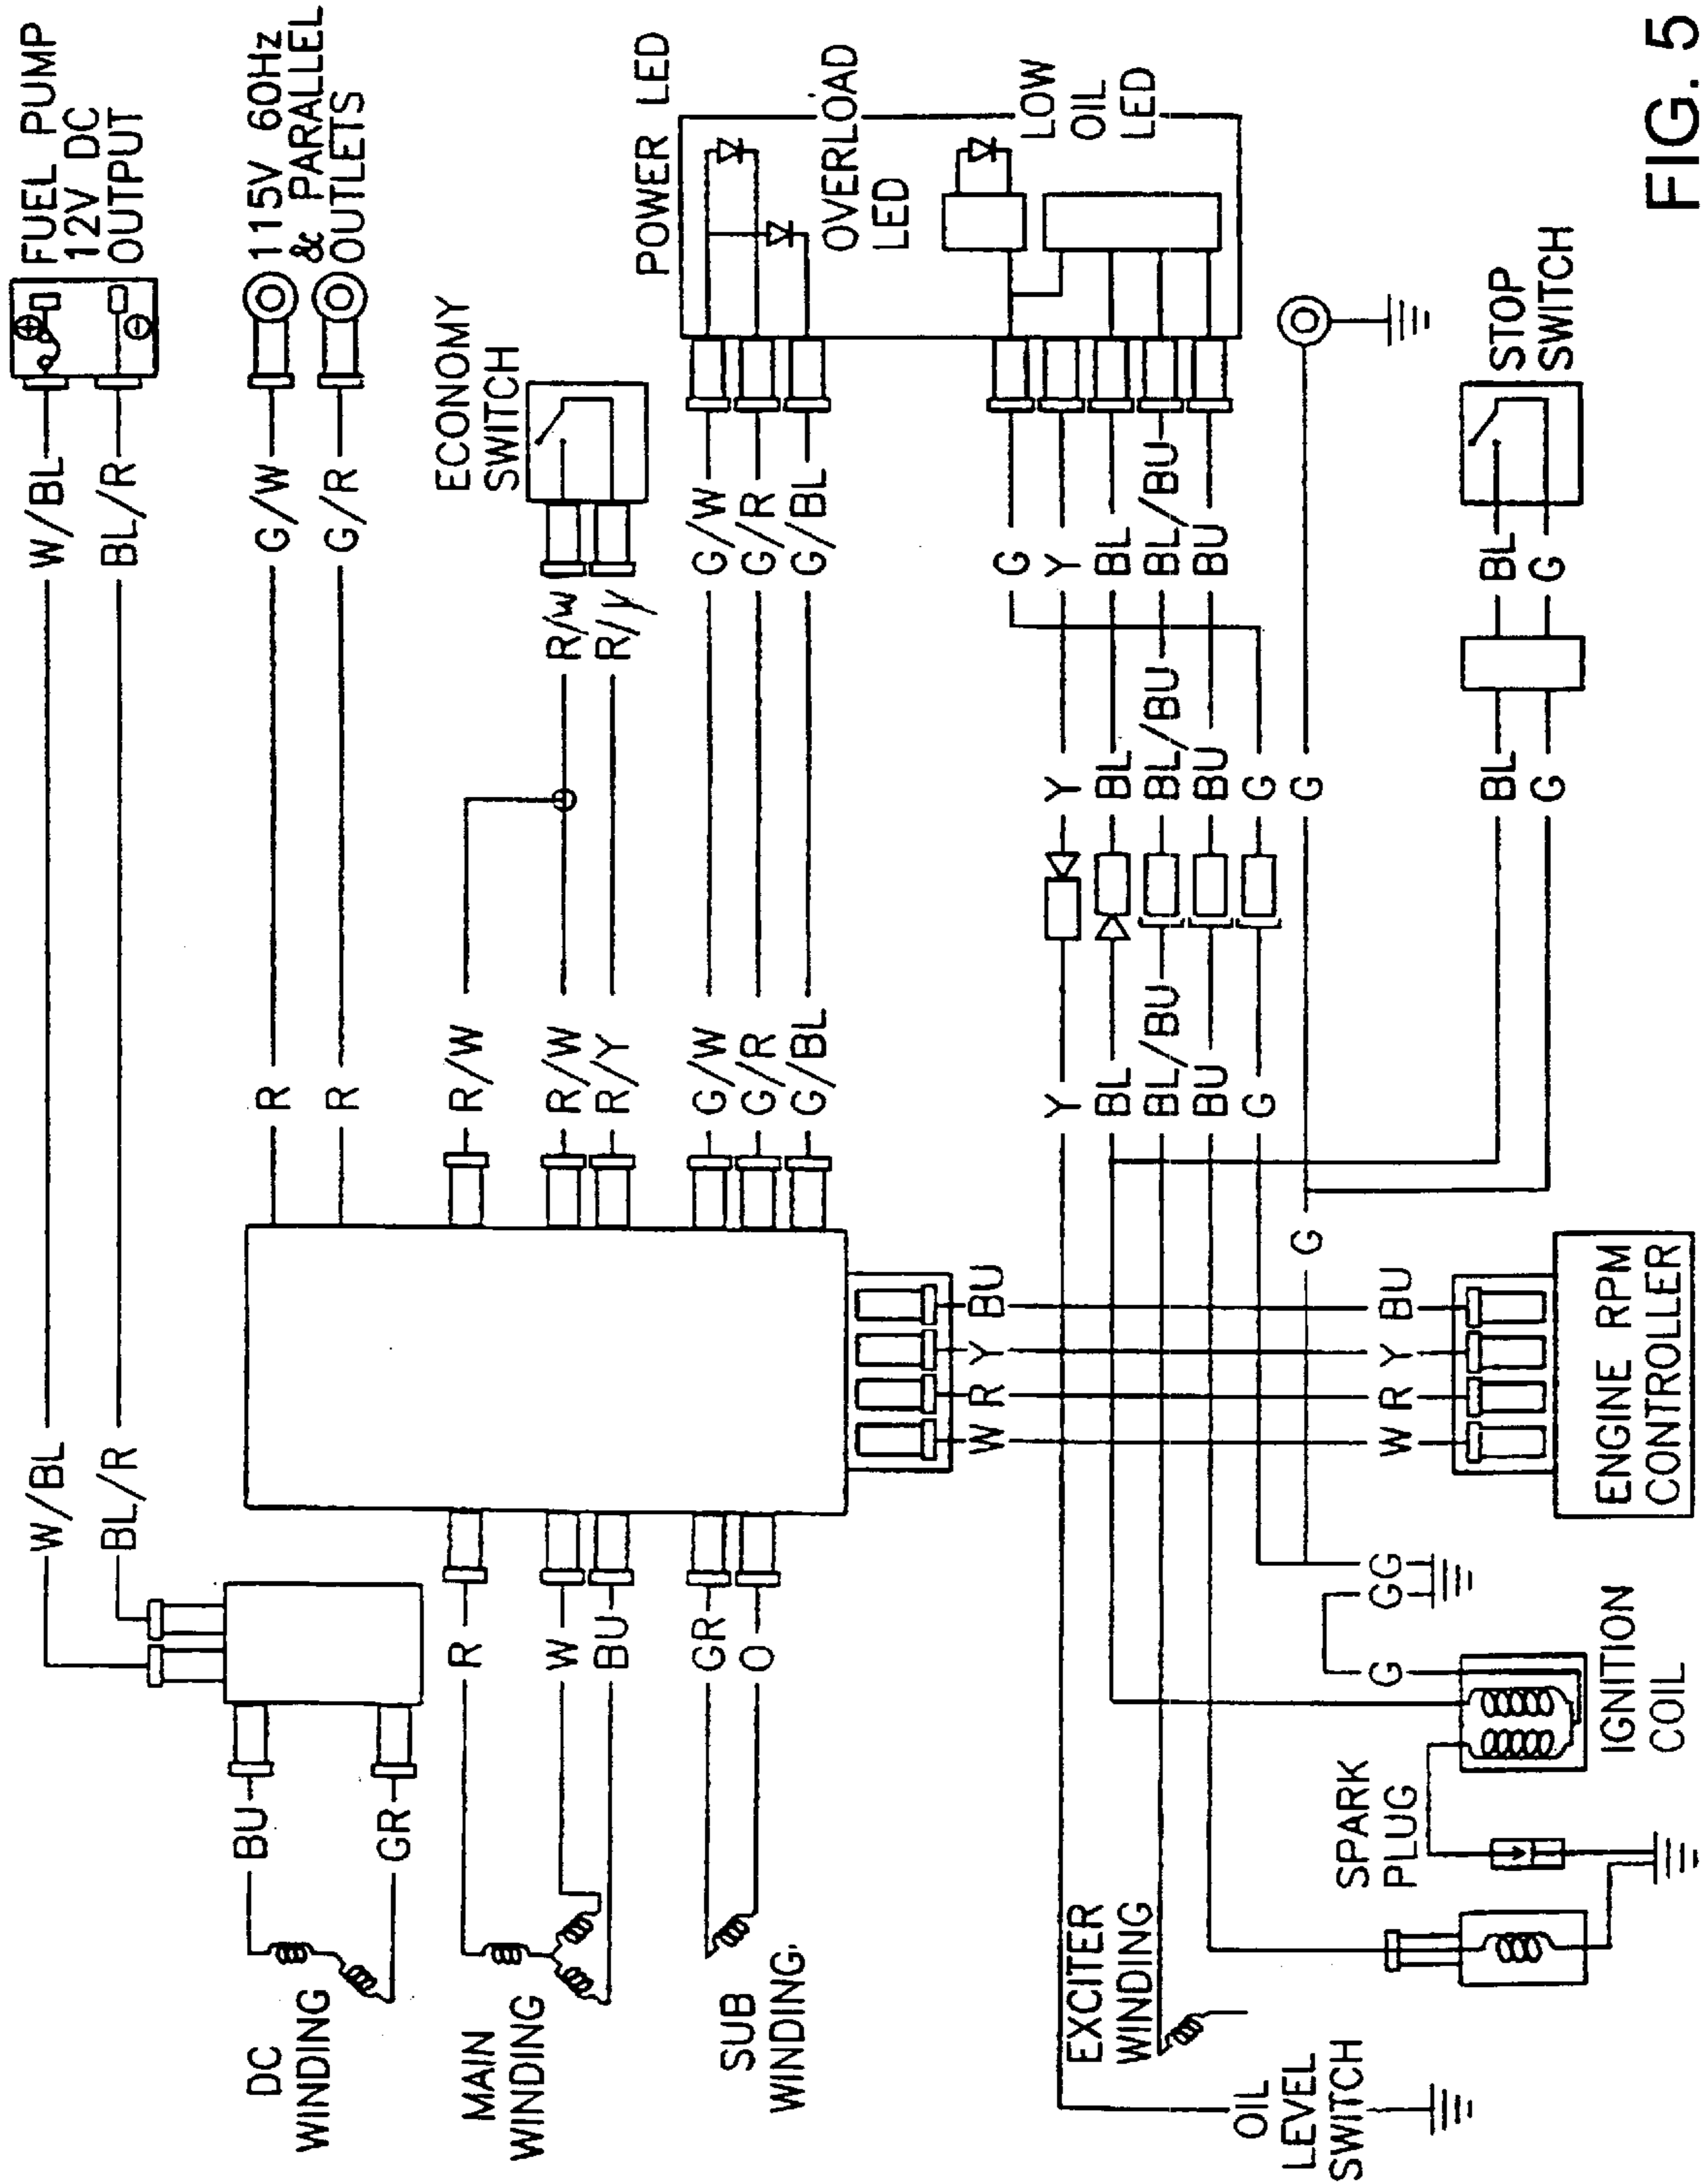 FUEL PUMP
12V DC
OUTPUT
⊕
⊖
W/BL
BL/R
W/BL
BL/R
115V 60Hz
& PARALLEL
OUTLETS
G/W
G/R
R
R
ECONOMY
SWITCH
R/W
R/Y
R/W
R/W
R/Y
POWER LED
OVERLOAD
LED
LOW
OIL
LED
G/W
G/R
G/BL
G/W
G/R
G/BL
G
Y
BL
BL/BU
BL/BU
BU
Y
BL
BL/BU
BU
G
G
Y
BL
BL/BU
BU
G
G
STOP
SWITCH
BL
G
BL
G
BU
Y
R
W
BU
Y
R
W
ENGINE RPM
CONTROLLER
BU
GR
DC
WINDING
R
W
BU
MAIN
WINDING
GR
O
SUB
WINDING
EXCITER
WINDING
OIL
LEVEL
SWITCH
SPARK
PLUG
G
G
G
IGNITION
COIL
FIG. 5